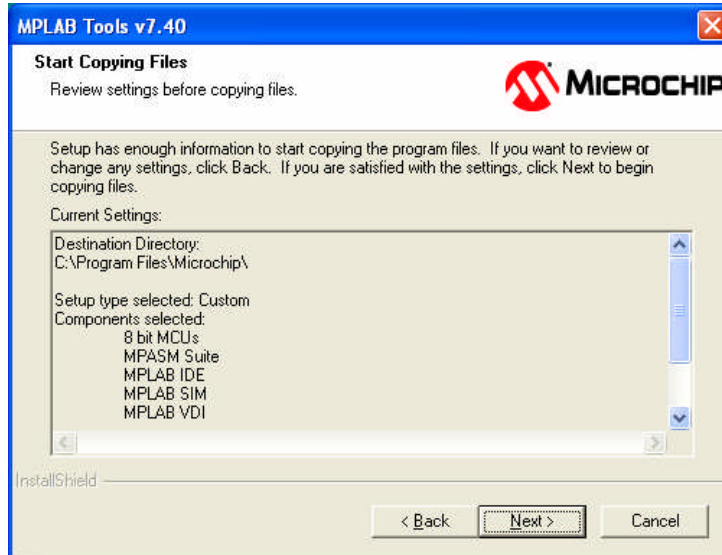 MPLAB Tools v7.40
Start Copying Files
Review settings before copying files.
MICROCHIP
Setup has enough information to start copying the program files. If you want to review or
change any settings, click Back. If you are satisfied with the settings, click Next to begin
copying files.
Current Settings:
Destination Directory:
C:\Program Files\Microchip\
Setup type selected: Custom
Components selected:
8 bit MCUs
MPASM Suite
MPLAB IDE
MPLAB SIM
MPLAB VDI
InstallShield
< Back
Next >
Cancel